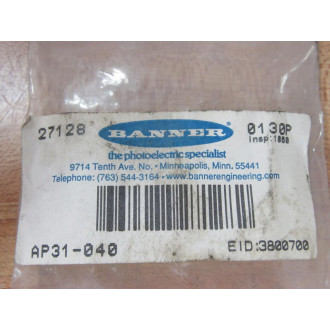 27128 BANNER 0130P
Insp:1868
the photoelectric specialist
9714 Tenth Ave. No. • Minneapolis, Minn. 55441
Telephone: (763) 544-3164 • www.bannerengineering.com
AP31-040 EID:3800700